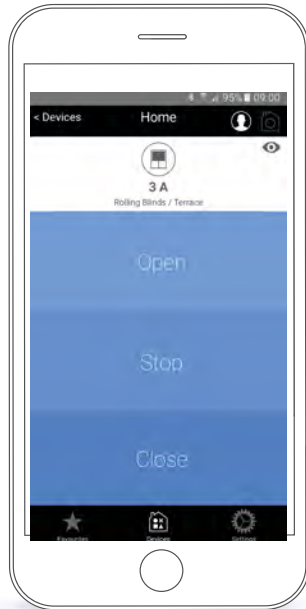 95% 09:00
< Devices Home
3 A
Rolling Blinds / Terrace
Open
Stop
Close
Favourites Devices Settings